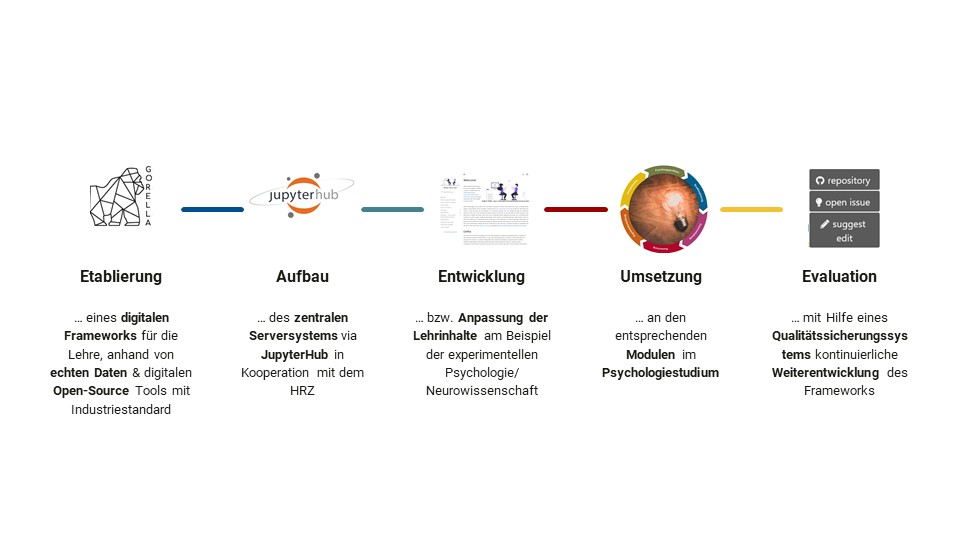 GORELLA
jupyterhub
repository
open issue
suggest
edit
Etablierung
… eines digitalen
Frameworks für die
Lehre, anhand von
echten Daten & digitalen
Open-Source Tools mit
Industriestandard
Aufbau
… des zentralen
Serversystems via
JupyterHub in
Kooperation mit dem
HRZ
Entwicklung
… bzw. Anpassung der
Lehrinhalte am Beispiel
der experimentellen
Psychologie/
Neurowissenschaft
Umsetzung
… an den
entsprechenden
Modulen im
Psychologiestudium
Evaluation
… mit Hilfe eines
Qualitätssicherungssys
tems kontinuierliche
Weiterentwicklung des
Frameworks